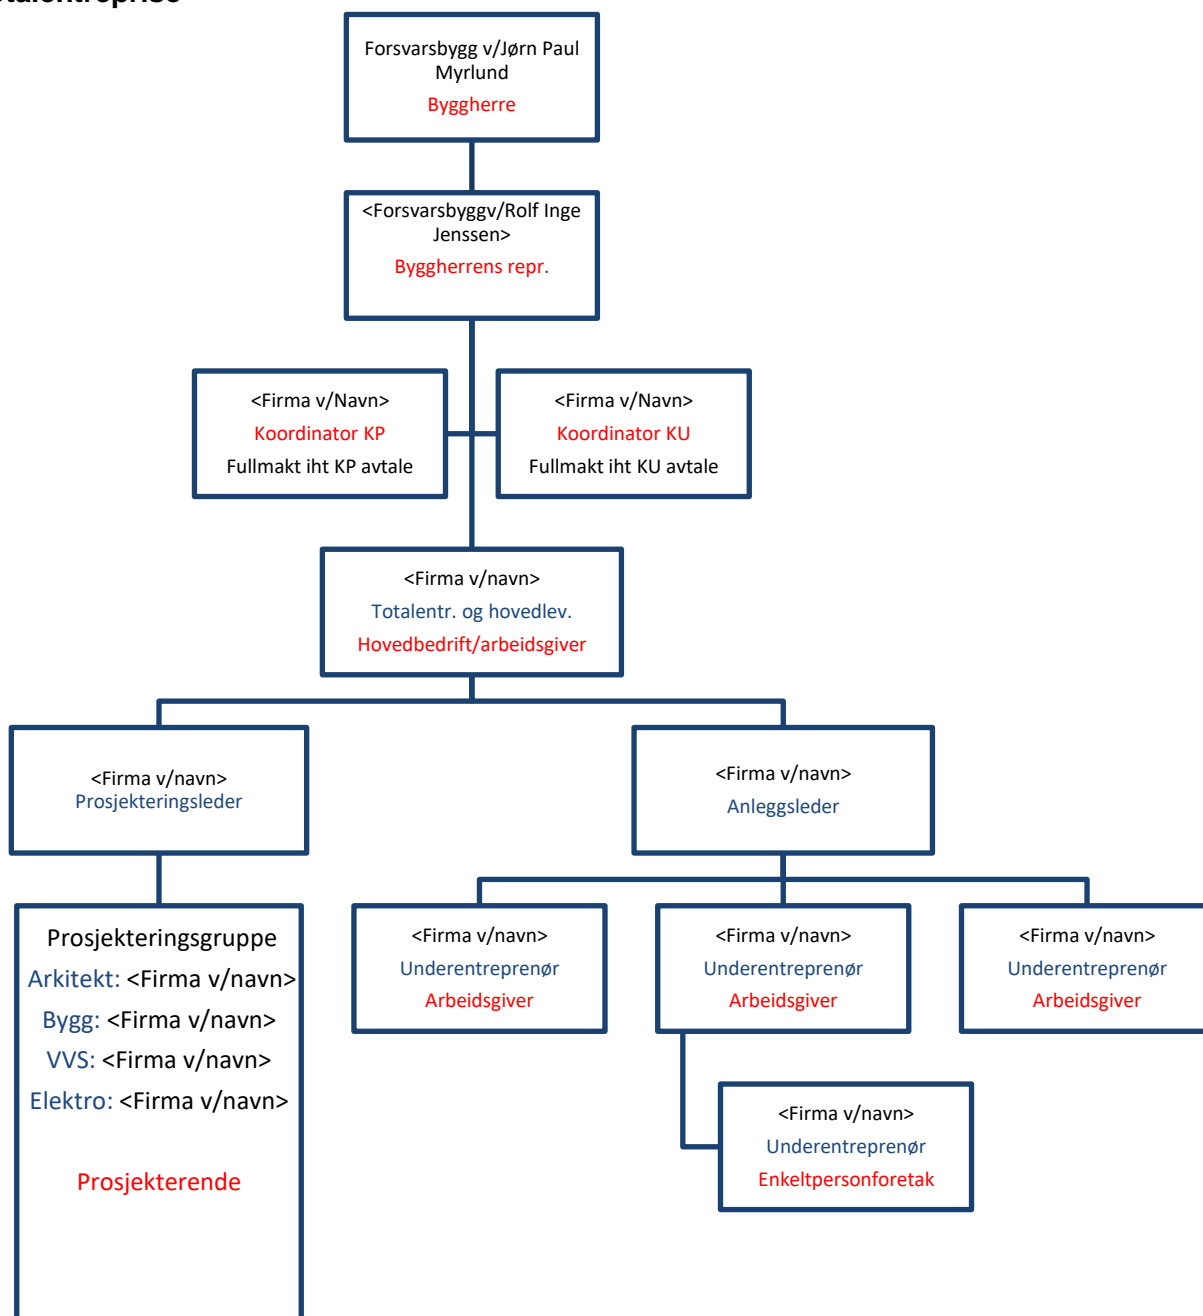 Forsvarsbygg v/Jørn Paul
Myrlund
Byggherre
<Forsvarsbyggv/Rolf Inge
Jenssen>
Byggherrens repr.
<Firma v/Navn>
Koordinator KP
Fullmakt iht KP avtale
<Firma v/Navn>
Koordinator KU
Fullmakt iht KU avtale
<Firma v/navn>
Totalentr. og hovedlev.
Hovedbedrift/arbeidsgiver
<Firma v/navn>
Prosjekteringsleder
<Firma v/navn>
Anleggsleder
Prosjekteringsgruppe
Arkitekt: <Firma v/navn>
Bygg: <Firma v/navn>
VVS: <Firma v/navn>
Elektro: <Firma v/navn>
Prosjekterende
<Firma v/navn>
Underentreprenør
Arbeidsgiver
<Firma v/navn>
Underentreprenør
Arbeidsgiver
<Firma v/navn>
Underentreprenør
Arbeidsgiver
<Firma v/navn>
Underentreprenør
Enkeltpersonforetak